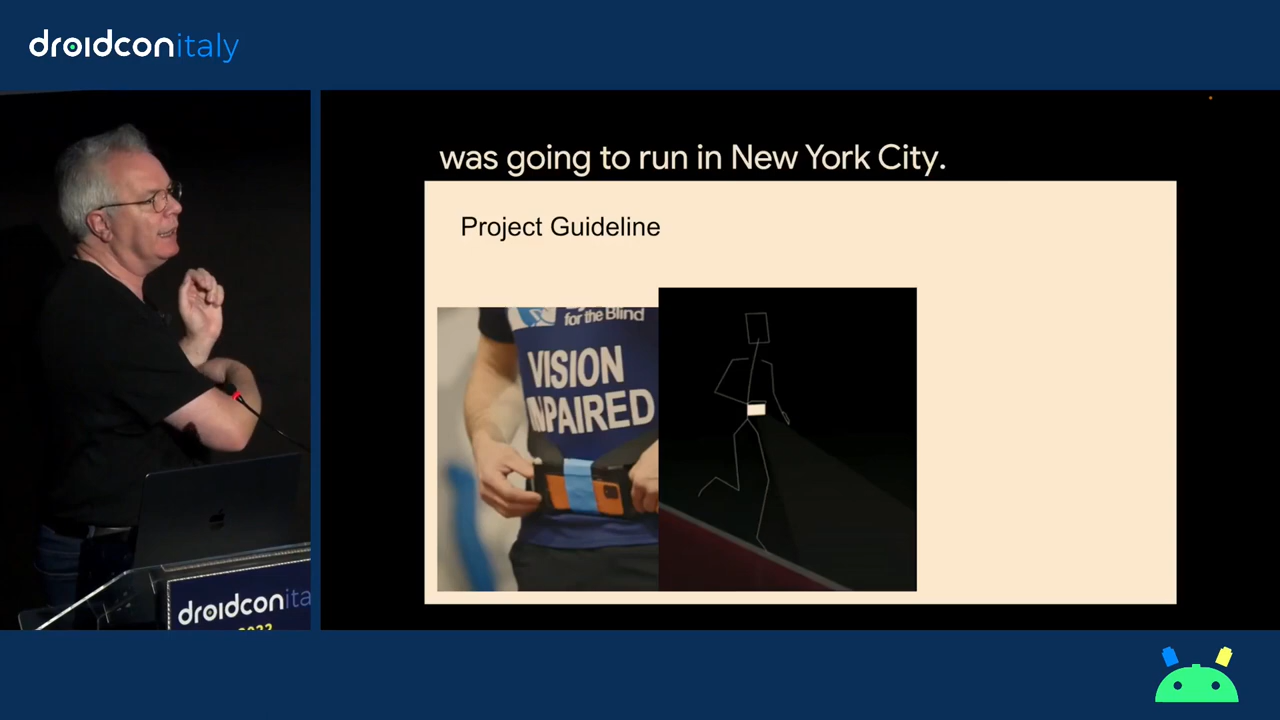 droidconitaly
was going to run in New York City.
Project Guideline
for the Blind
VISION
IMPAIRED
droidconita